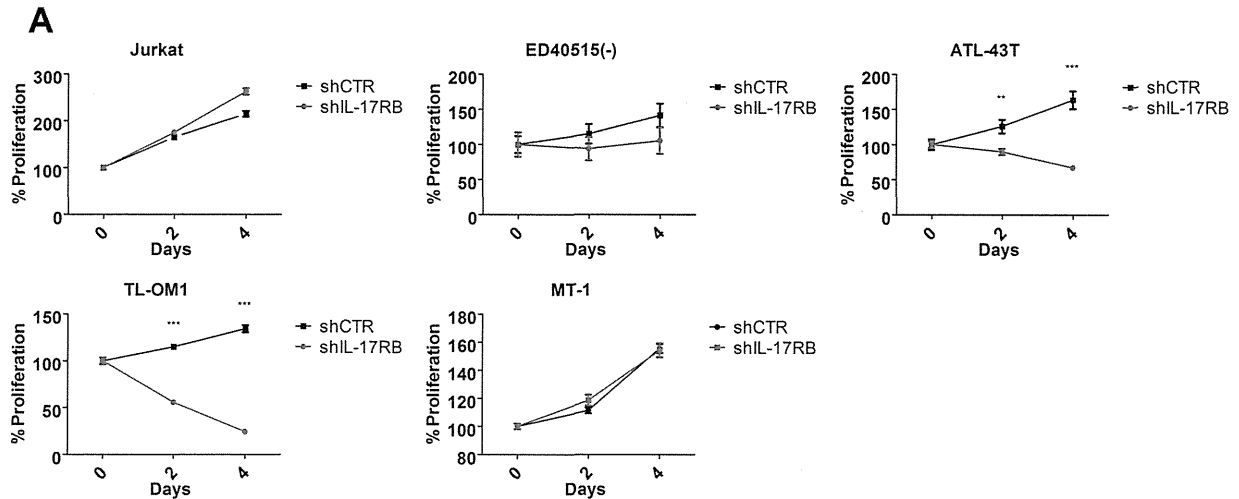 A
Jurkat
% Proliferation
300
200
100
0
0
2
4
Days
shCTR
shIL-17RB
ED40515(-)
% Proliferation
200
150
100
50
0
0
2
4
Days
shCTR
shIL-17RB
ATL-43T
% Proliferation
200
150
100
50
0
**
***
0
2
4
Days
shCTR
shIL-17RB
TL-OM1
% Proliferation
150
100
50
0
***
***
0
2
4
Days
shCTR
shIL-17RB
MT-1
% Proliferation
180
160
140
120
100
80
0
2
4
Days
shCTR
shIL-17RB